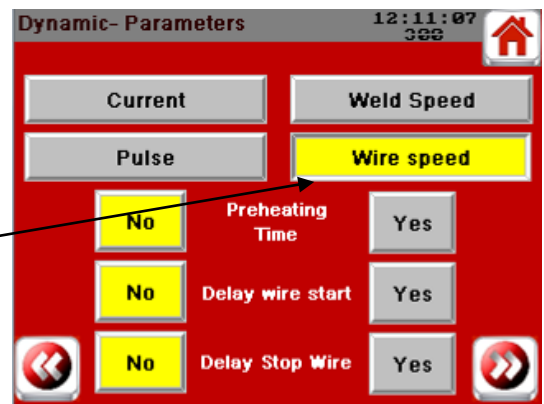 Dynamic- Parameters 12:11:07
Current Weld Speed
Pulse Wire speed
No Preheating Time Yes
No Delay wire start Yes
No Delay Stop Wire Yes